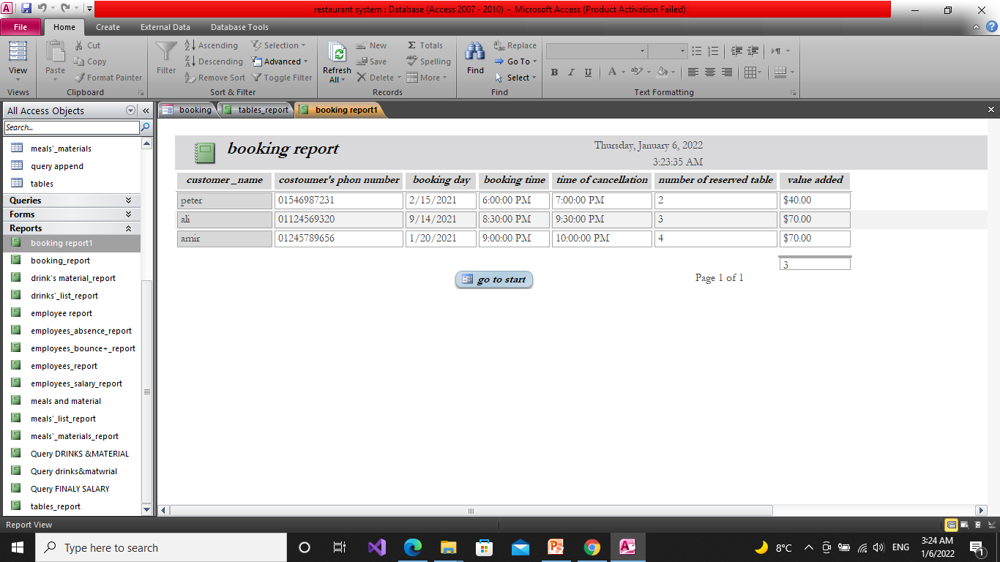 restaurant system : Database (Access 2007 - 2010)  -  Microsoft Access (Product Activation Failed)
File Home Create External Data Database Tools
View
Views
Paste
Cut
Copy
Format Painter
Clipboard
Filter
Ascending
Descending
Remove Sort
Selection
Advanced
Toggle Filter
Sort & Filter
Refresh
All
New
Save
Delete
Totals
Spelling
More
Records
Find
Replace
Go To
Select
Find
B I U A ab
Text Formatting
All Access Objects
Search...
meals'_materials
query append
tables
Queries
Forms
Reports
booking report1
booking_report
drink's material_report
drinks'_list_report
employee report
employees_absence_report
employees_bounce+_report
employees_report
employees_salary_report
meals and material
meals'_list_report
meals'_materials_report
Query DRINKS &MATERIAL
Query drinks&matwrial
Query FINALY SALARY
tables_report
booking tables_report booking report1
booking report
Thursday, January 6, 2022
3:23:35 AM
customer_name costoumer's phon number booking day booking time time of cancellation number of reserved table value added
peter 01546987231 2/15/2021 6:00:00 PM 7:00:00 PM 2 $40.00
ali 01124569320 9/14/2021 8:30:00 PM 9:30:00 PM 3 $70.00
amir 01245789656 1/20/2021 9:00:00 PM 10:00:00 PM 4 $70.00
3
go to start
Page 1 of 1
Report View
Type here to search
8°C ENG
3:24 AM
1/6/2022
1